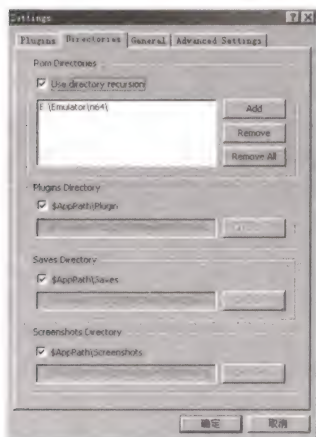 Settings
Plugins Directories General Advanced Settings
Rom Directories
Use directory recursion
E:\Emulator\n64\
Add
Remove
Remove All
Plugins Directory
$AppPath\Plugin
Saves Directory
$AppPath\Saves
Screenshots Directory
$AppPath\Screenshots
确定
取消